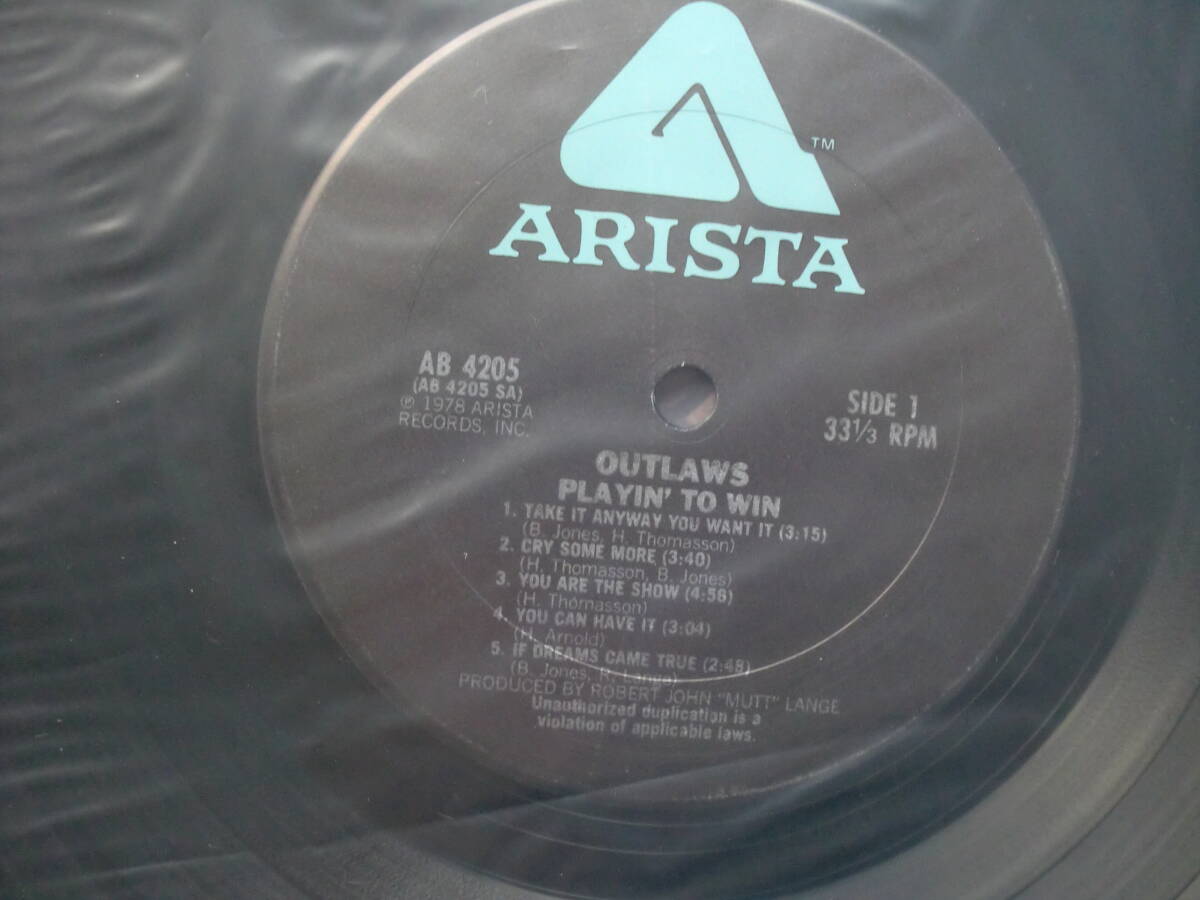 TM
ARISTA
AB 4205
(AB 4205 SA)
℗ 1978 ARISTA
RECORDS, INC.
SIDE 1
33⅓ RPM
OUTLAWS
PLAYIN' TO WIN
1. TAKE IT ANYWAY YOU WANT IT (3:15)
(B. Jones, H. Thomasson)
2. CRY SOME MORE (3:40)
(H. Thomasson, B. Jones)
3. YOU ARE THE SHOW (4:56)
(H. Thomasson)
4. YOU CAN HAVE IT (3:04)
(H. Arnold)
5. IF DREAMS CAME TRUE (2:48)
(B. Jones, R. Lange)
PRODUCED BY ROBERT JOHN "MUTT" LANGE
Unauthorized duplication is a
violation of applicable laws.